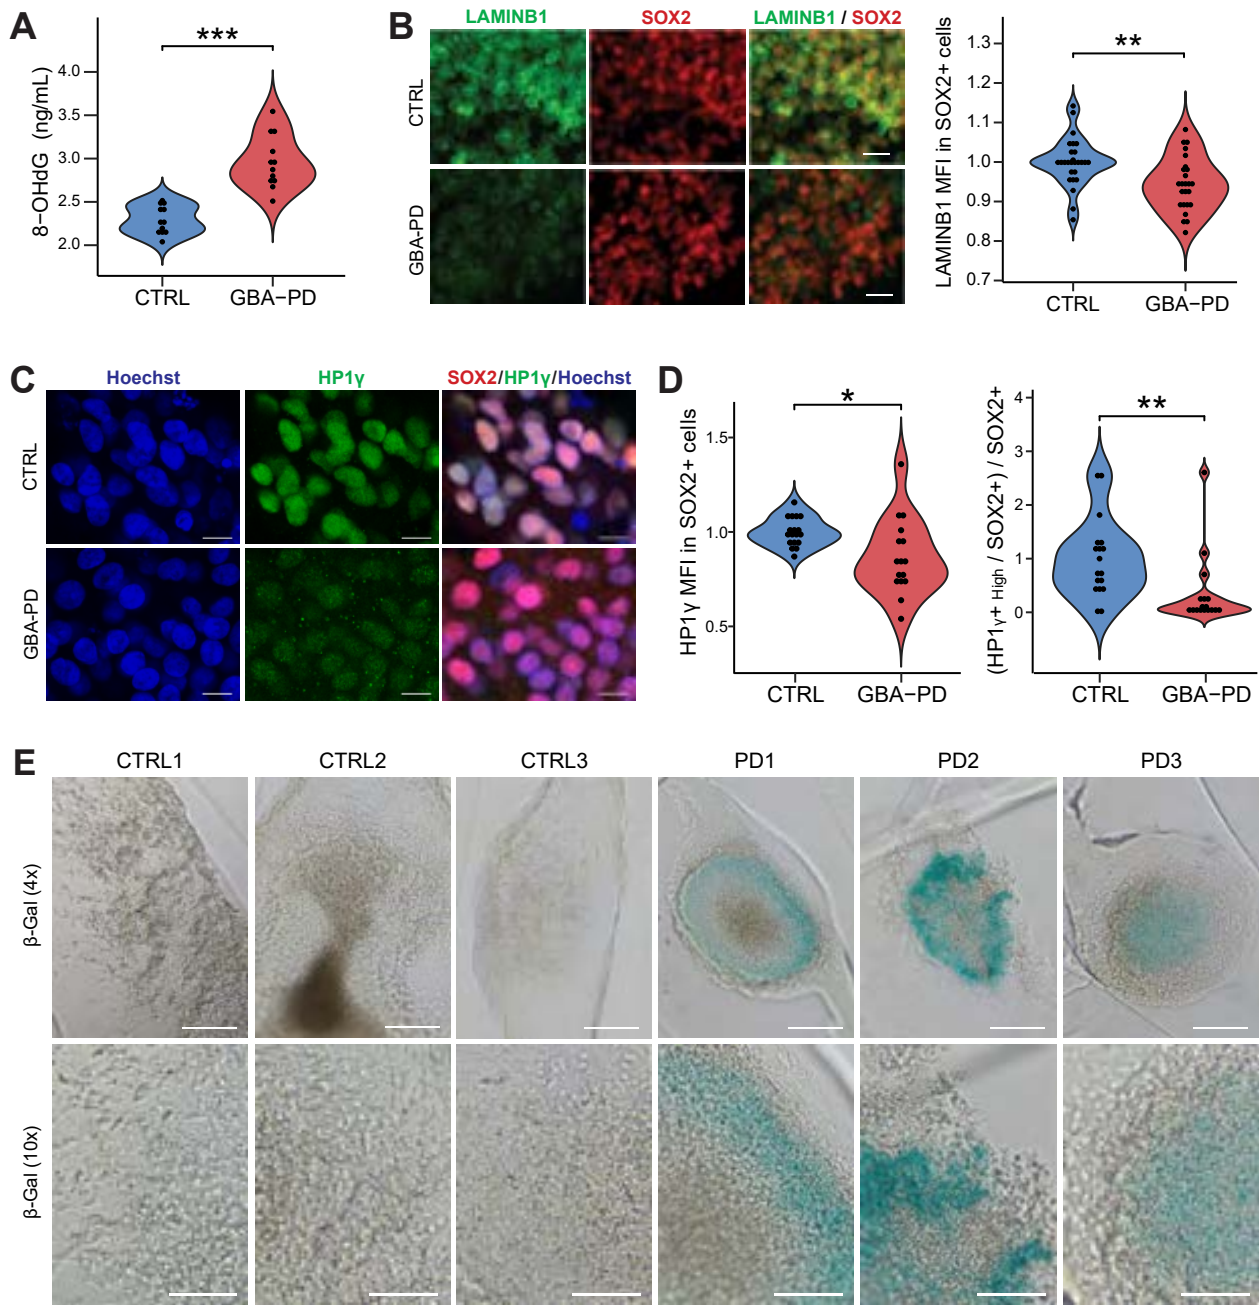 A
***
8−OHdG (ng/mL)
4.0
3.5
3.0
2.5
2.0
CTRL GBA−PD
B
LAMINB1 SOX2 LAMINB1 / SOX2
CTRL
GBA-PD
**
LAMINB1 MFI in SOX2+ cells
1.3
1.2
1.1
1.0
0.9
0.8
0.7
CTRL GBA−PD
C
Hoechst HP1γ SOX2/HP1γ/Hoechst
CTRL
GBA-PD
D
*
HP1γ MFI in SOX2+ cells
1.5
1.0
0.5
CTRL GBA−PD
**
(HP1γ+ High / SOX2+) / SOX2+
4
3
2
1
0
CTRL GBA−PD
E
CTRL1 CTRL2 CTRL3 PD1 PD2 PD3
β-Gal (4x)
β-Gal (10x)